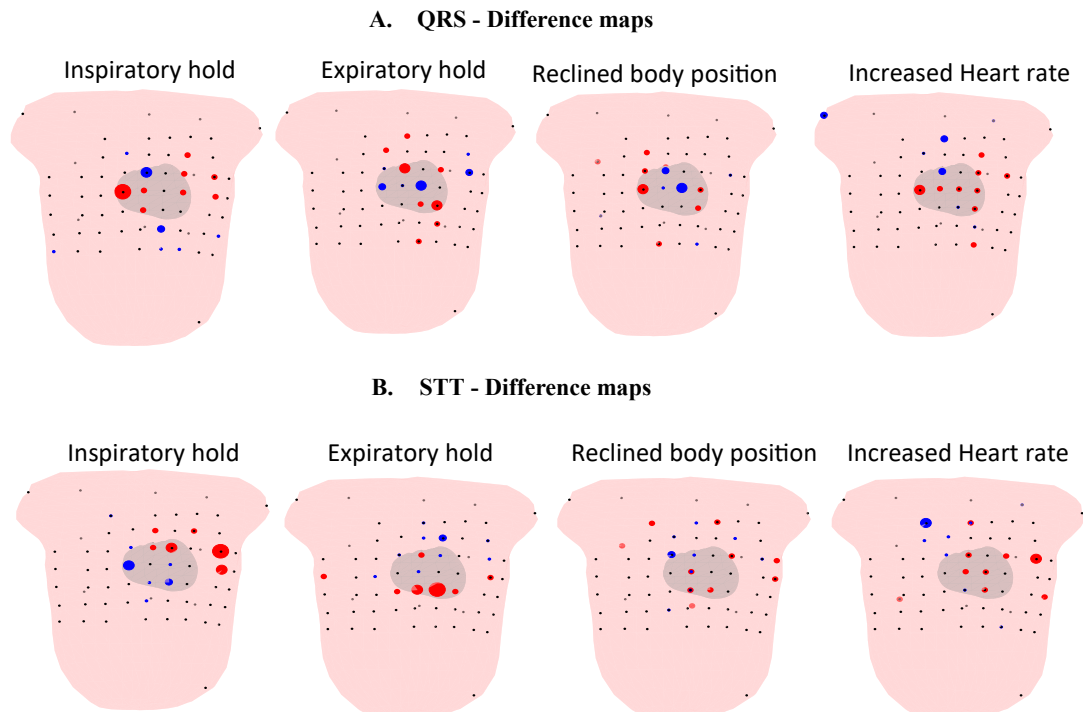 A. QRS - Difference maps
Inspiratory hold Expiratory hold Reclined body position Increased Heart rate
B. STT - Difference maps
Inspiratory hold Expiratory hold Reclined body position Increased Heart rate